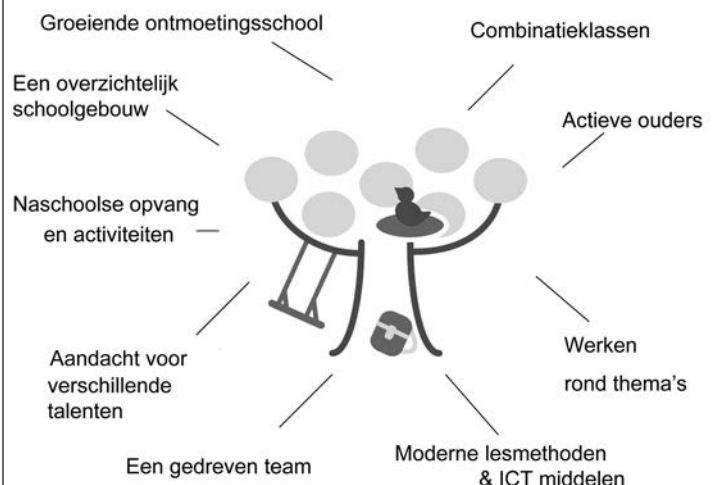 Groeiende ontmoetingsschool
Combinatieklassen
Een overzichtelijk
schoolgebouw
Actieve ouders
Naschoolse opvang
en activiteiten
Aandacht voor
verschillende
talenten
Werken
rond thema's
Een gedreven team
Moderne lesmethoden
& ICT middelen